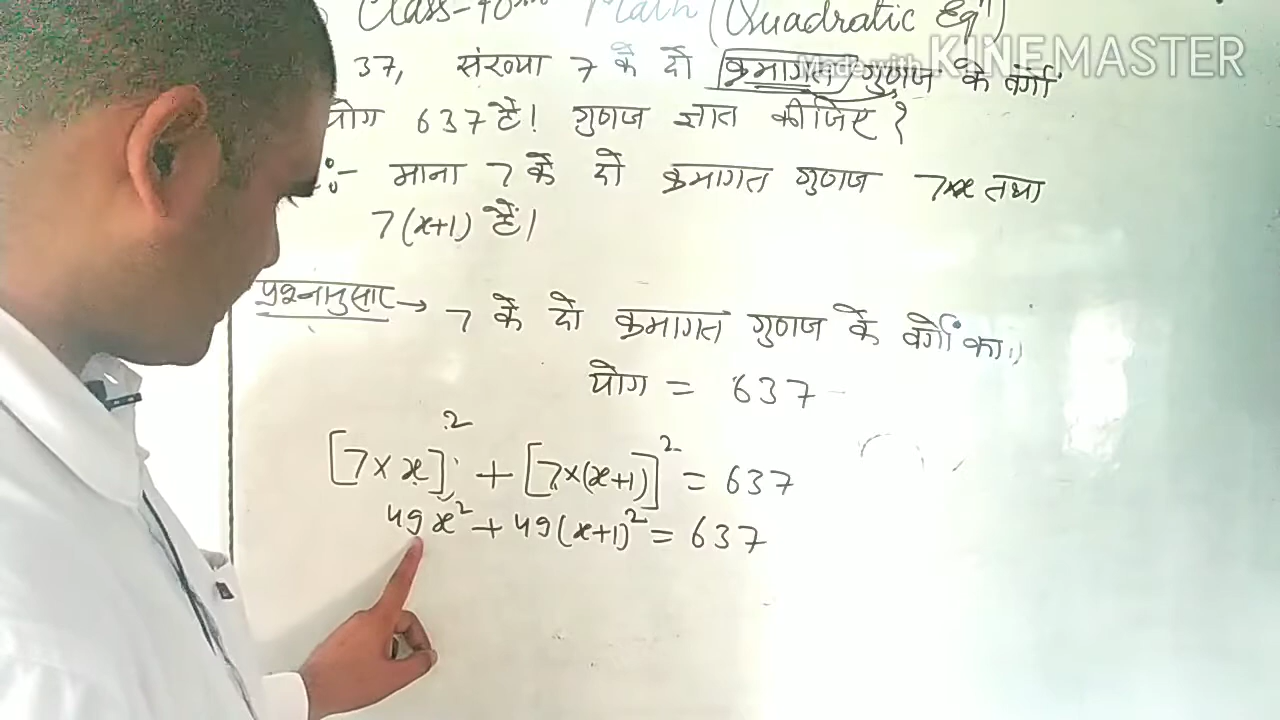 Class-10th Math (Quadratic Eqn)
Made with KINEMASTER
37, संख्या 7 के दो क्रमागत गुणज के वर्गों
योग 637 है। गुणज ज्ञात कीजिए?
:- माना 7 के दो क्रमागत गुणज 7×x तथा
7(x+1) हैं।
प्रश्नानुसार → 7 के दो क्रमागत गुणज के वर्गों का
योग = 637
[7×x]² + [7×(x+1)]² = 637
49x² + 49(x+1)² = 637